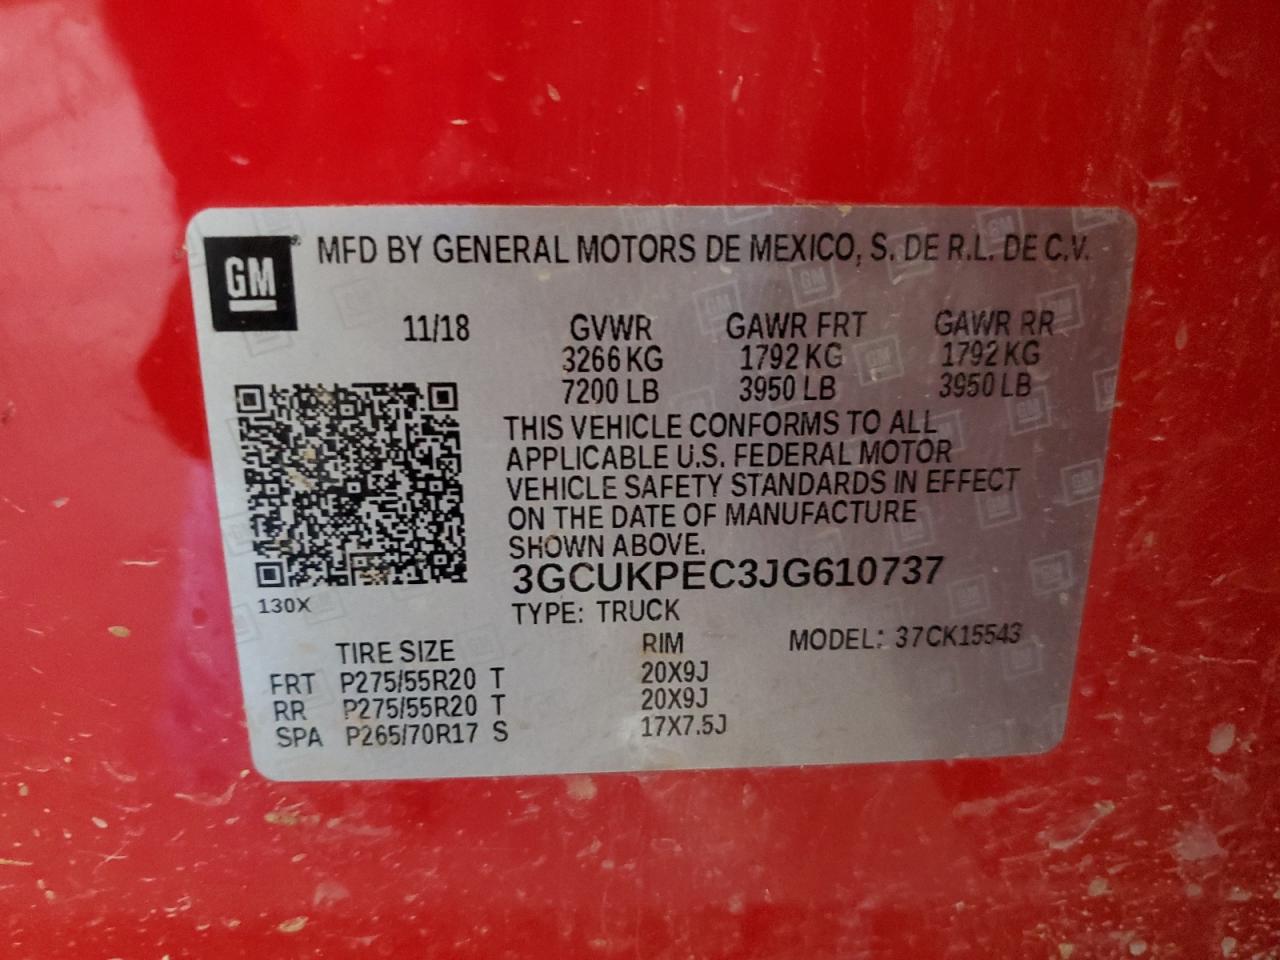 GM® MFD BY GENERAL MOTORS DE MEXICO, S. DE R.L. DE C.V.
11/18 GVWR GAWR FRT GAWR RR
3266 KG 1792 KG 1792 KG
7200 LB 3950 LB 3950 LB
THIS VEHICLE CONFORMS TO ALL
APPLICABLE U.S. FEDERAL MOTOR
VEHICLE SAFETY STANDARDS IN EFFECT
ON THE DATE OF MANUFACTURE
SHOWN ABOVE.
3GCUKPEC3JG610737
130X
TYPE: TRUCK
TIRE SIZE RIM MODEL: 37CK15543
FRT P275/55R20 T 20X9J
RR P275/55R20 T 20X9J
SPA P265/70R17 S 17X7.5J